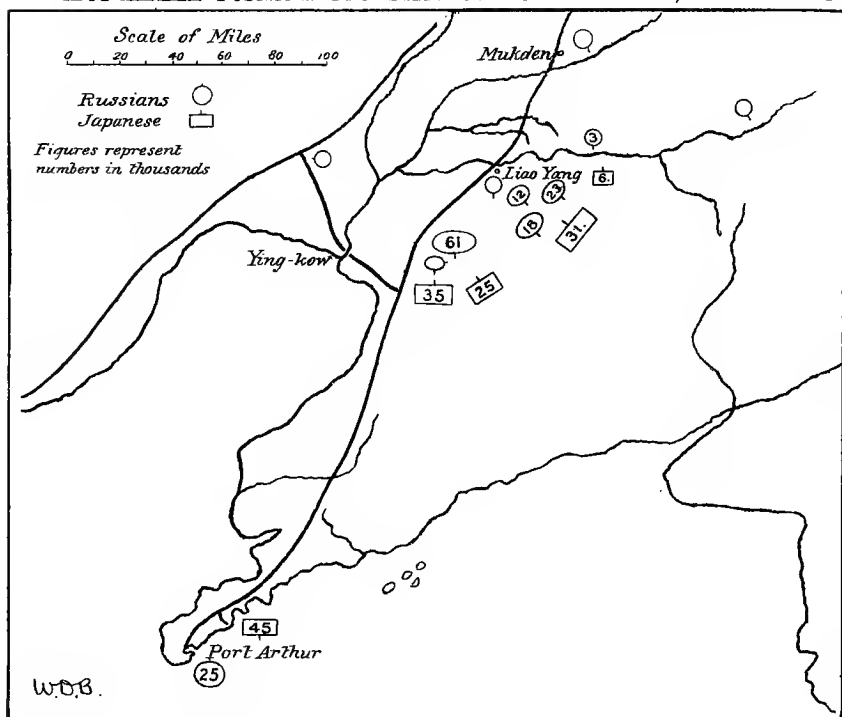 Scale of Miles
0 20 40 60 80 100
Russians
Japanese
Figures represent
numbers in thousands
Mukden
3
Liao Yang
6.
12
23
18
31.
61
Ying-kow
35
25
45
Port Arthur
25
W.D.B.